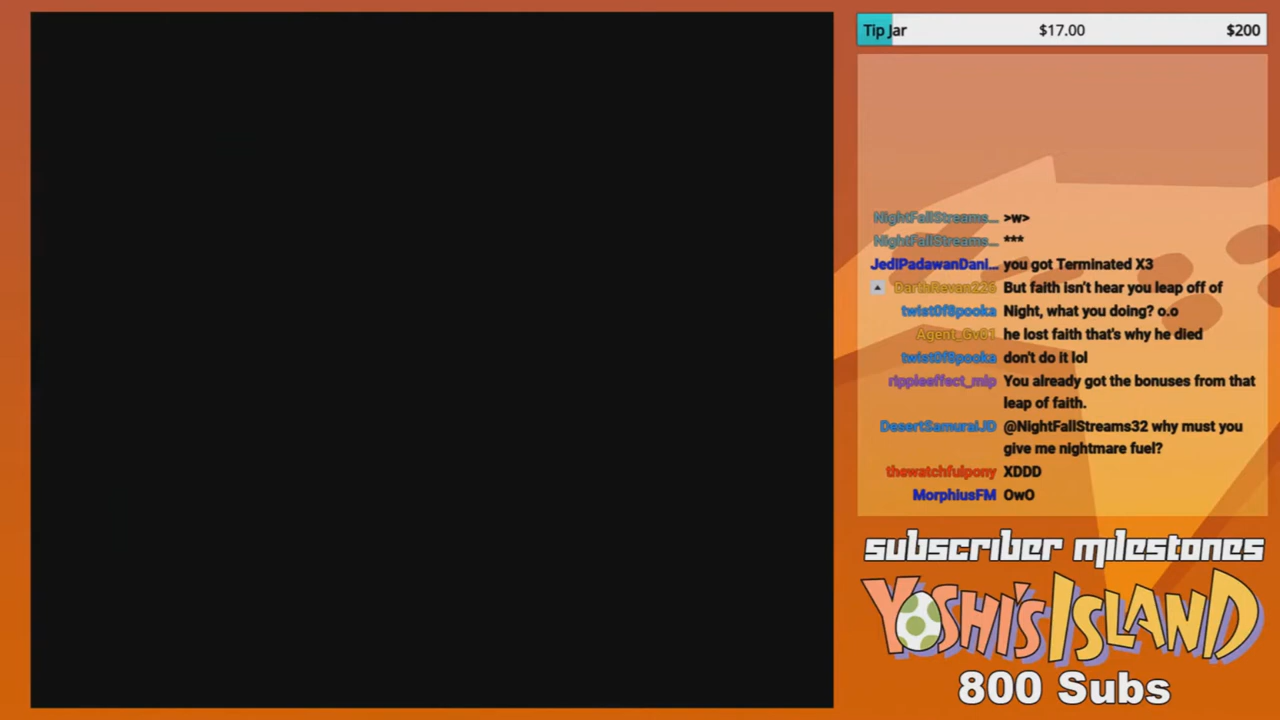 Tip Jar $17.00 $200
NightFallStreams... >w>
NightFallStreams... ***
JediPadawanDani... you got Terminated X3
DarthRevan226 But faith isn't hear you leap off of
twist0f8pooka Night, what you doing? o.o
Agent_Gv01 he lost faith that's why he died
twist0f8pooka don't do it lol
rippleeffect_mlp You already got the bonuses from that
leap of faith.
DesertSamuraiJD @NightFallStreams32 why must you
give me nightmare fuel?
thewatchfulpony XDDD
MorphiusFM OwO
subscriber milestones
YOSHI'S ISLAND
800 Subs